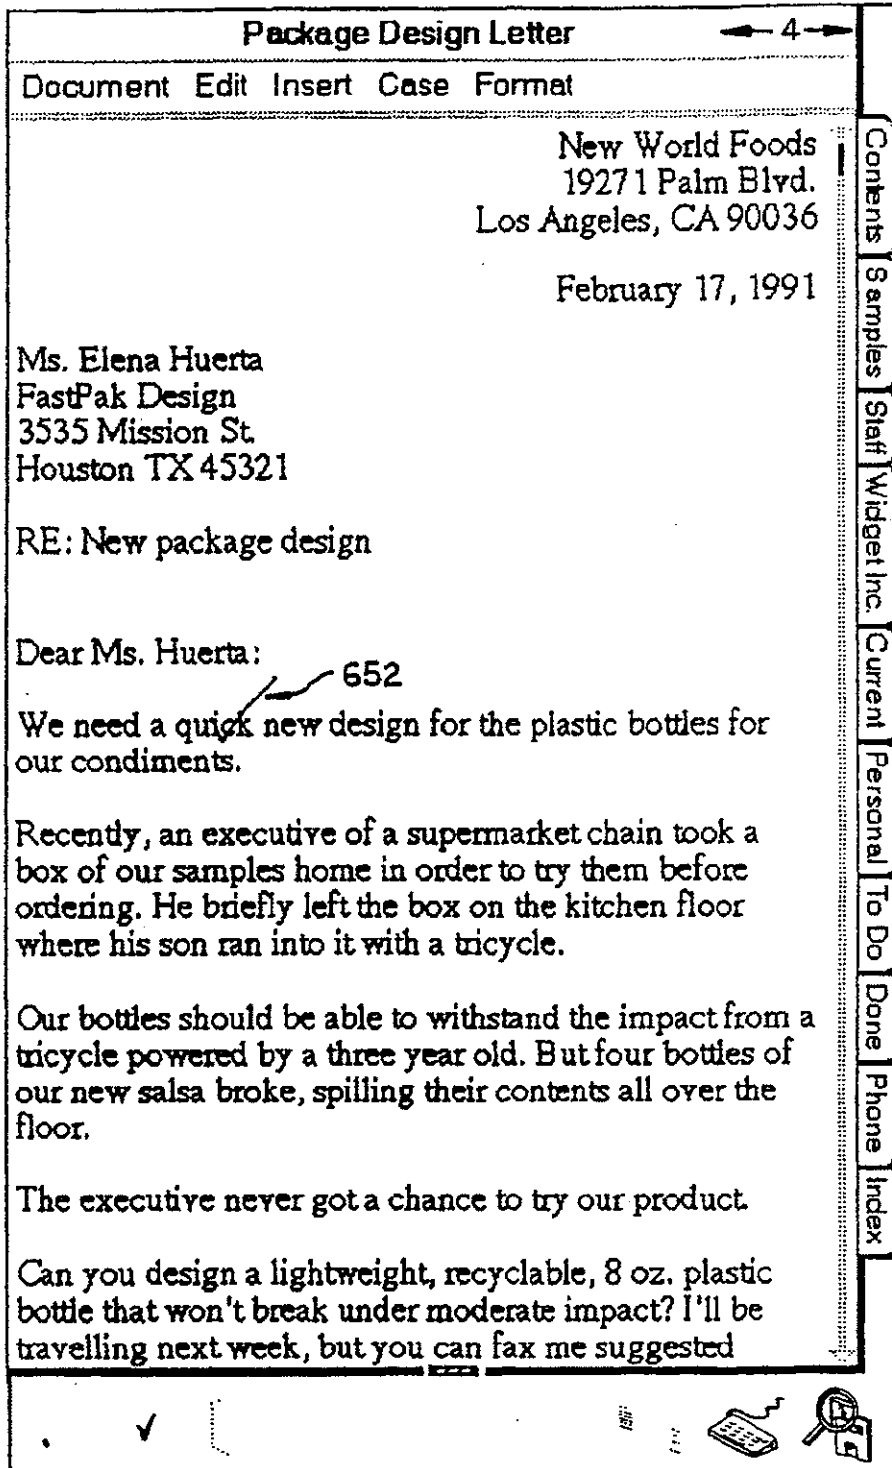 Package Design Letter
4
Document Edit Insert Case Format
New World Foods
19271 Palm Blvd.
Los Angeles, CA 90036
February 17, 1991
Ms. Elena Huerta
FastPak Design
3535 Mission St.
Houston TX 45321
RE: New package design
Dear Ms. Huerta:
652
We need a quick new design for the plastic bottles for
our condiments.
Recently, an executive of a supermarket chain took a
box of our samples home in order to try them before
ordering. He briefly left the box on the kitchen floor
where his son ran into it with a tricycle.
Our bottles should be able to withstand the impact from a
tricycle powered by a three year old. But four bottles of
our new salsa broke, spilling their contents all over the
floor.
The executive never got a chance to try our product.
Can you design a lightweight, recyclable, 8 oz. plastic
bottle that won't break under moderate impact? I'll be
travelling next week, but you can fax me suggested
Contents
Samples
Staff
Widget Inc.
Current
Personal
To Do
Done
Phone
Index